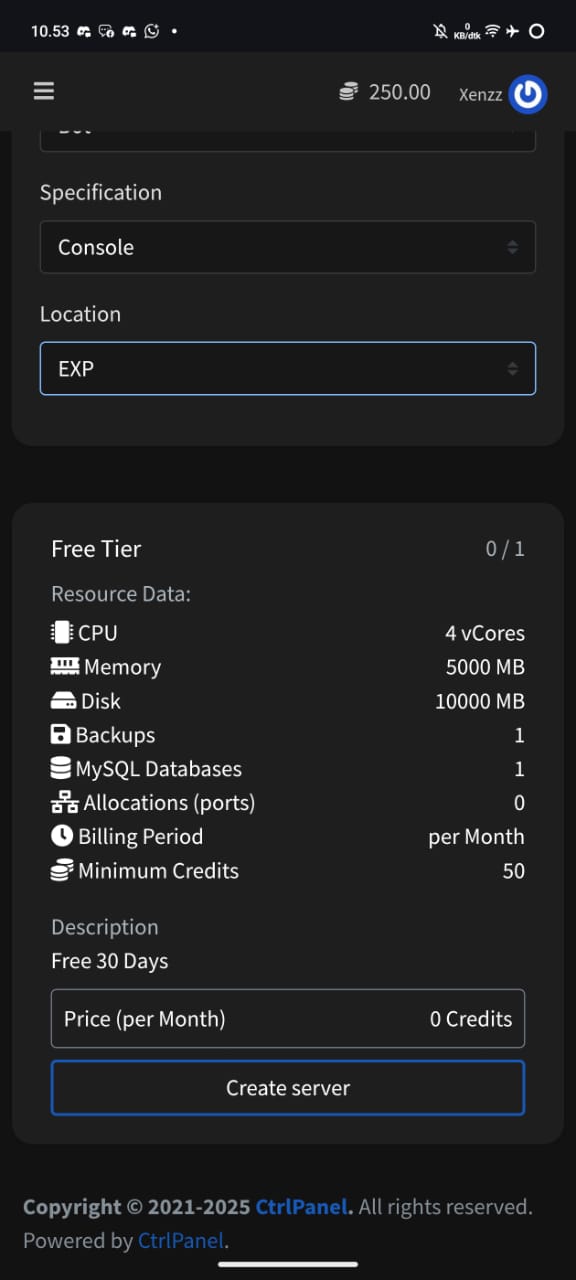 10.53
0
KB/dtk
250.00
Xenzz
Specification
Console
Location
EXP
Free Tier 0 / 1
Resource Data:
CPU 4 vCores
Memory 5000 MB
Disk 10000 MB
Backups 1
MySQL Databases 1
Allocations (ports) 0
Billing Period per Month
Minimum Credits 50
Description
Free 30 Days
Price (per Month) 0 Credits
Create server
Copyright © 2021-2025 CtrlPanel. All rights reserved.
Powered by CtrlPanel.